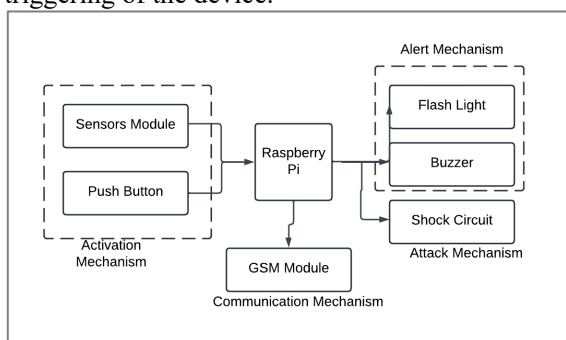 triggering of the device.
Alert Mechanism
Sensors Module
Push Button
Activation
Mechanism
Raspberry
Pi
Flash Light
Buzzer
Shock Circuit
Attack Mechanism
GSM Module
Communication Mechanism